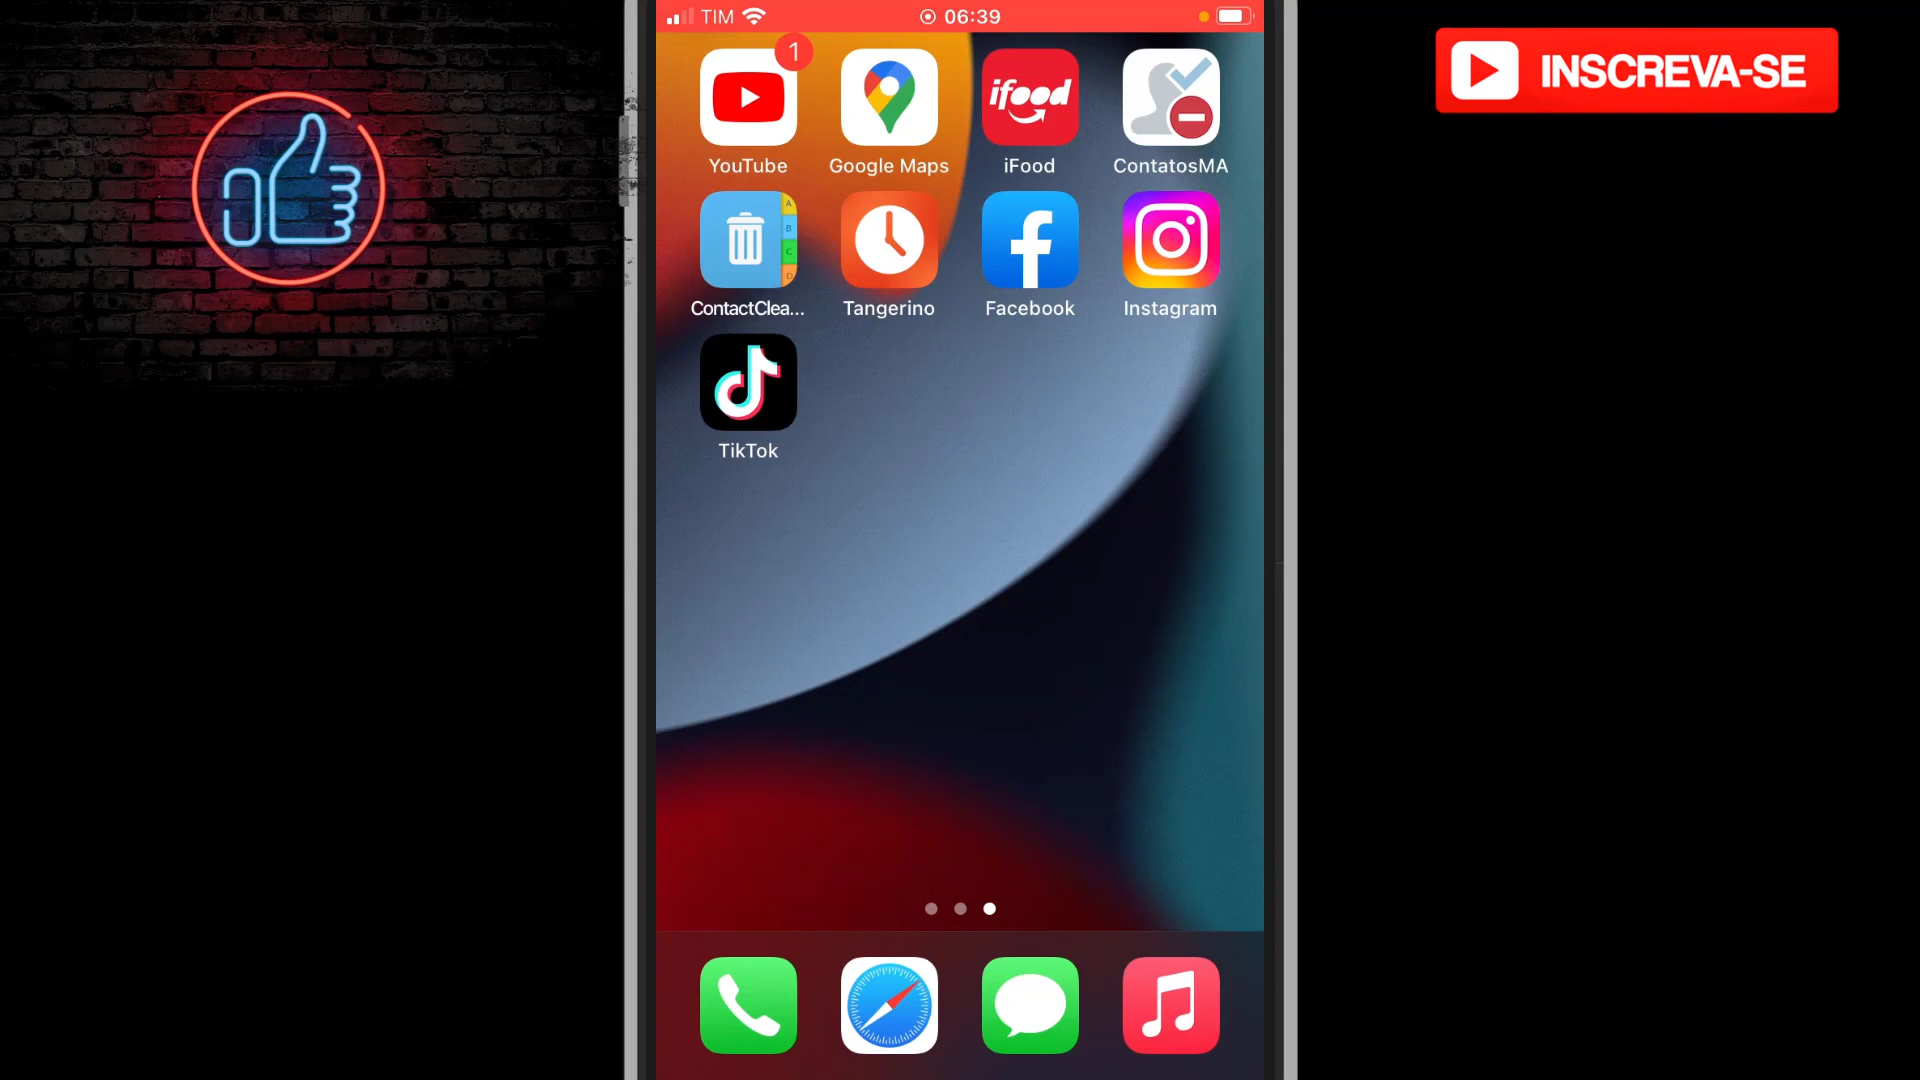 TIM 06:39
INSCREVA-SE
1
ifood
YouTube Google Maps iFood ContatosMA
A
B
C
D
ContactClea... Tangerino Facebook Instagram
TikTok